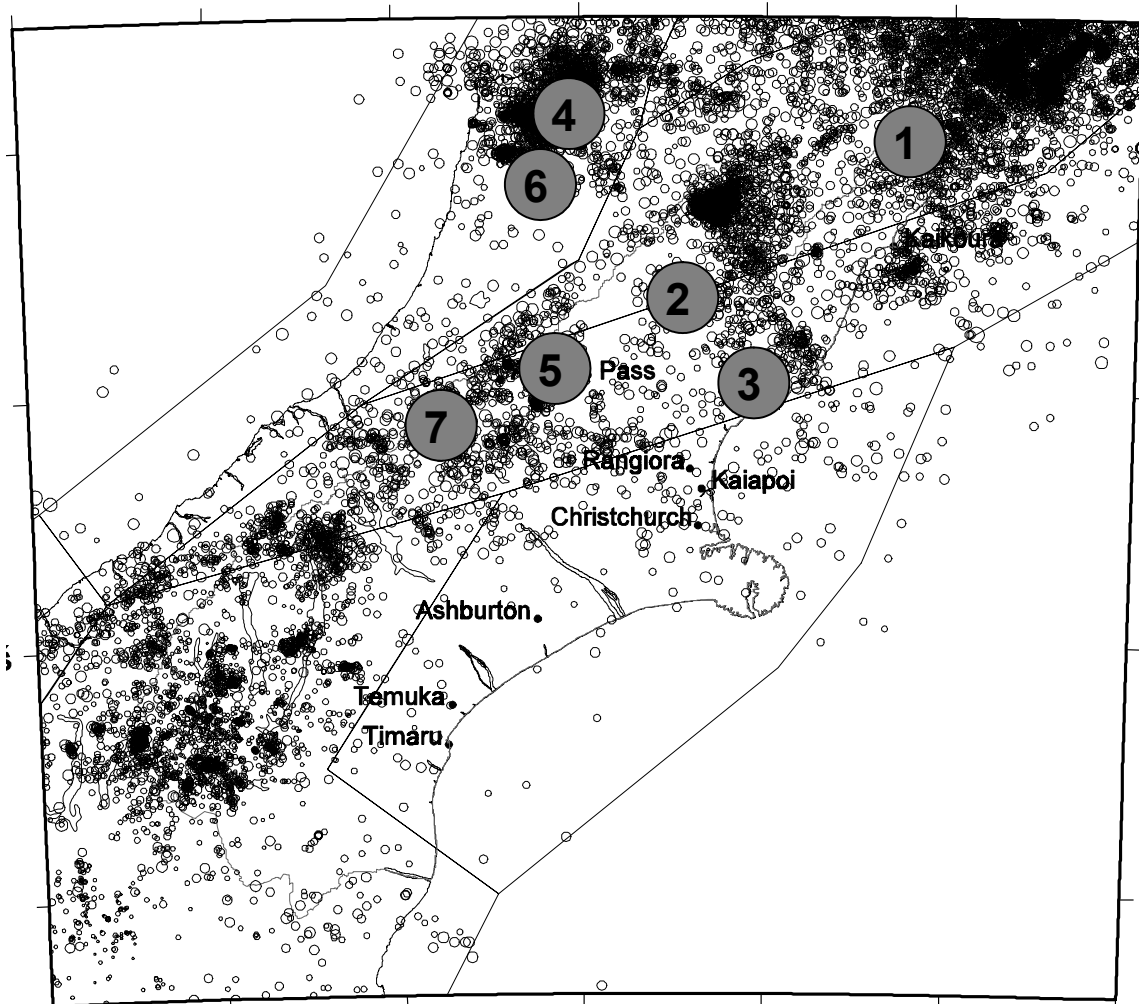 4
1
6
Kaikoura
2
5
Pass
3
7
Rangiora
Kaiapoi
Christchurch
Ashburton
Temuka
Timaru